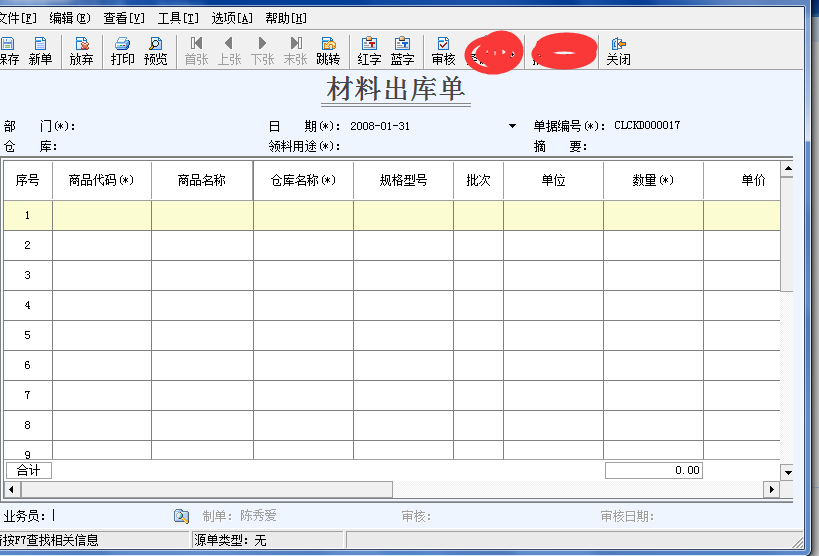 文件[F] 编辑[E] 查看[V] 工具[T] 选项[A] 帮助[H]
保存 新单 放弃 打印 预览 首张 上张 下张 末张 跳转 红字 蓝字 审核 关闭
材料出库单
部 门(*): 日 期(*): 2008-01-31 单据编号(*): CLCKD000017
仓 库: 领料用途(*): 摘 要:
序号 商品代码(*) 商品名称 仓库名称(*) 规格型号 批次 单位 数量(*) 单价
1
2
3
4
5
6
7
8
9
合计 0.00
业务员: 制单: 陈秀爱 审核: 审核日期:
按F7查找相关信息 源单类型: 无